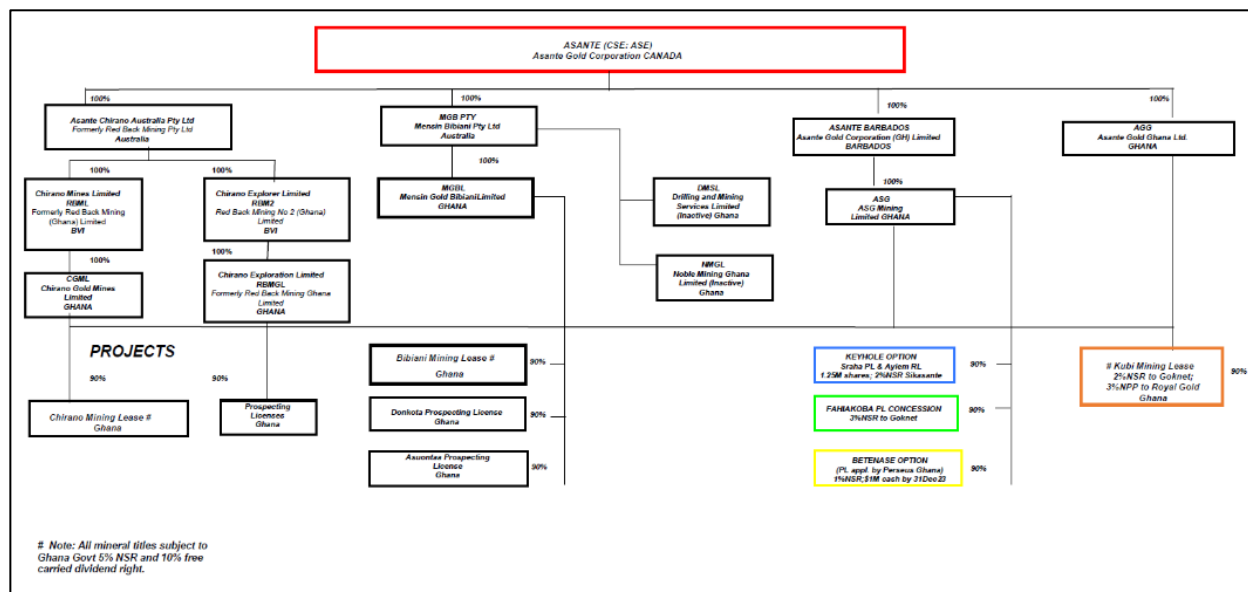 ASANTE (CSE: ASE)
Asante Gold Corporation CANADA
100%
100%
100%
100%
Asante Chirano Australia Pty Ltd
Formerly Red Back Mining Pty Ltd
Australia
MGB PTY
Mensin Bibiani Pty Ltd
Australia
ASANTE BARBADOS
Asante Gold Corporation (GH) Limited
BARBADOS
AGG
Asante Gold Ghana Ltd.
GHANA
100%
100%
100%
100%
Chirano Mines Limited
RBML
Formerly Red Back Mining
(Ghana) Limited
BVI
Chirano Explorer Limited
RBM2
Red Back Mining No 2 (Ghana)
Limited
BVI
MGBL
Mensin Gold BibianiLimited
GHANA
DMSL
Drilling and Mining
Services Limited
(Inactive) Ghana
ASG
ASG Mining
Limited GHANA
100%
100%
CGML
Chirano Gold Mines
Limited
GHANA
Chirano Exploration Limited
RBMGL
Formerly Red Back Mining Ghana
Limited
GHANA
NMGL
Noble Mining Ghana
Limited (Inactive)
Ghana
PROJECTS
90%
90%
Chirano Mining Lease #
Ghana
Prospecting
Licenses
Ghana
Bibiani Mining Lease #
Ghana
90%
Donkota Prospecting License
Ghana
90%
Asuontaa Prospecting
License
Ghana
90%
KEYHOLE OPTION
Sraha PL & Ayiem RL
1.25M shares; 2%NSR Sikasante
90%
FAHIAKOBA PL CONCESSION
3%NSR to Goknet
90%
BETENASE OPTION
(PL appl. by Perseus Ghana)
1%NSR;$1M cash by 31Dec23
90%
# Kubi Mining Lease
2%NSR to Goknet;
3%NPP to Royal Gold
Ghana
90%
# Note: All mineral titles subject to
Ghana Govt 5% NSR and 10% free
carried dividend right.